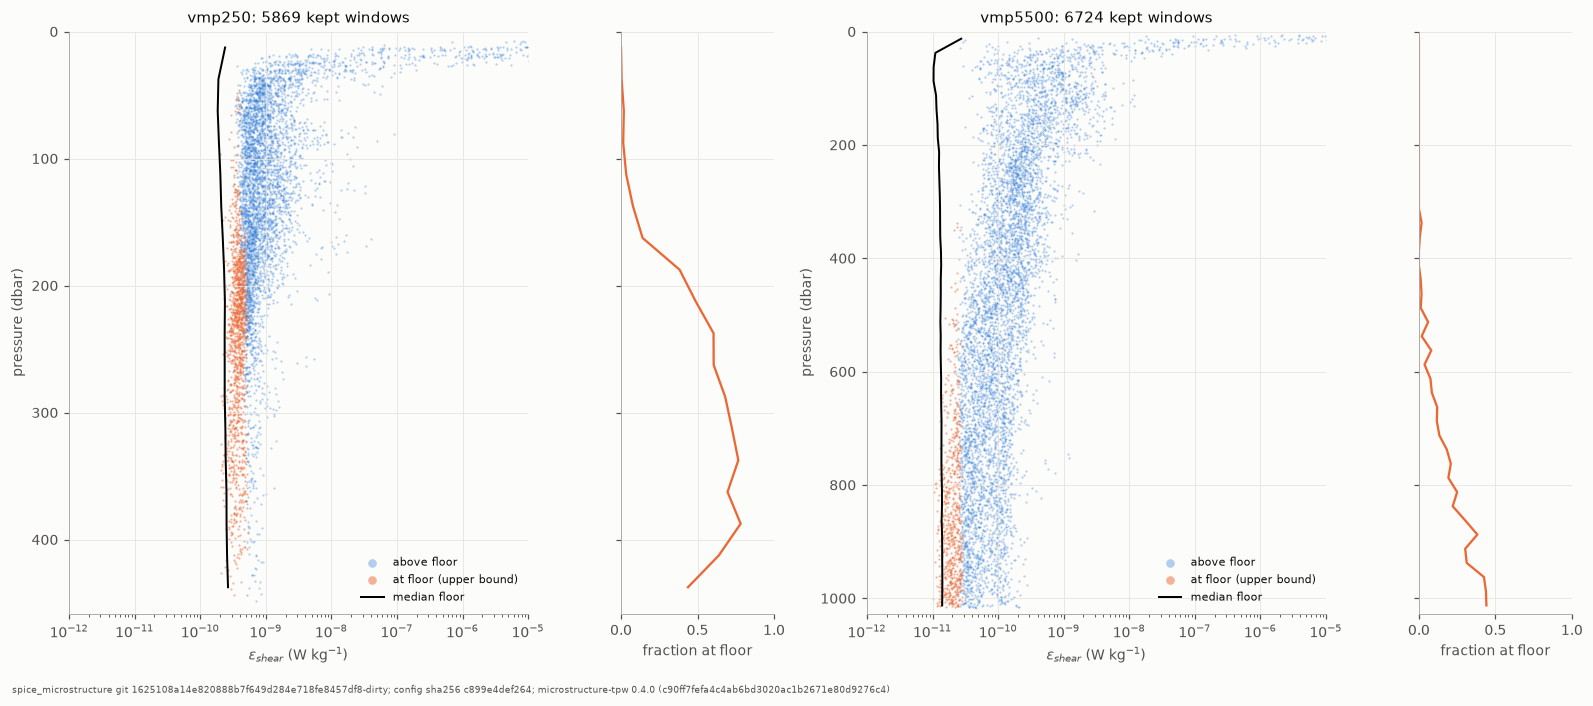 vmp250: 5869 kept windows
0
100
200
300
400
pressure (dbar)
above floor
at floor (upper bound)
median floor
10⁻¹² 10⁻¹¹ 10⁻¹⁰ 10⁻⁹ 10⁻⁸ 10⁻⁷ 10⁻⁶ 10⁻⁵
εshear (W kg⁻¹)
0.0 0.5 1.0
fraction at floor
vmp5500: 6724 kept windows
0
200
400
600
800
1000
pressure (dbar)
above floor
at floor (upper bound)
median floor
10⁻¹² 10⁻¹¹ 10⁻¹⁰ 10⁻⁹ 10⁻⁸ 10⁻⁷ 10⁻⁶ 10⁻⁵
εshear (W kg⁻¹)
0.0 0.5 1.0
fraction at floor
spice_microstructure git 1625108a14e820888b7f649d284e718fe8457df8-dirty; config sha256 c899e4def264; microstructure-tpw 0.4.0 (c90ff7fefa4c4ab6bd3020ac1b2671e80d9276c4)